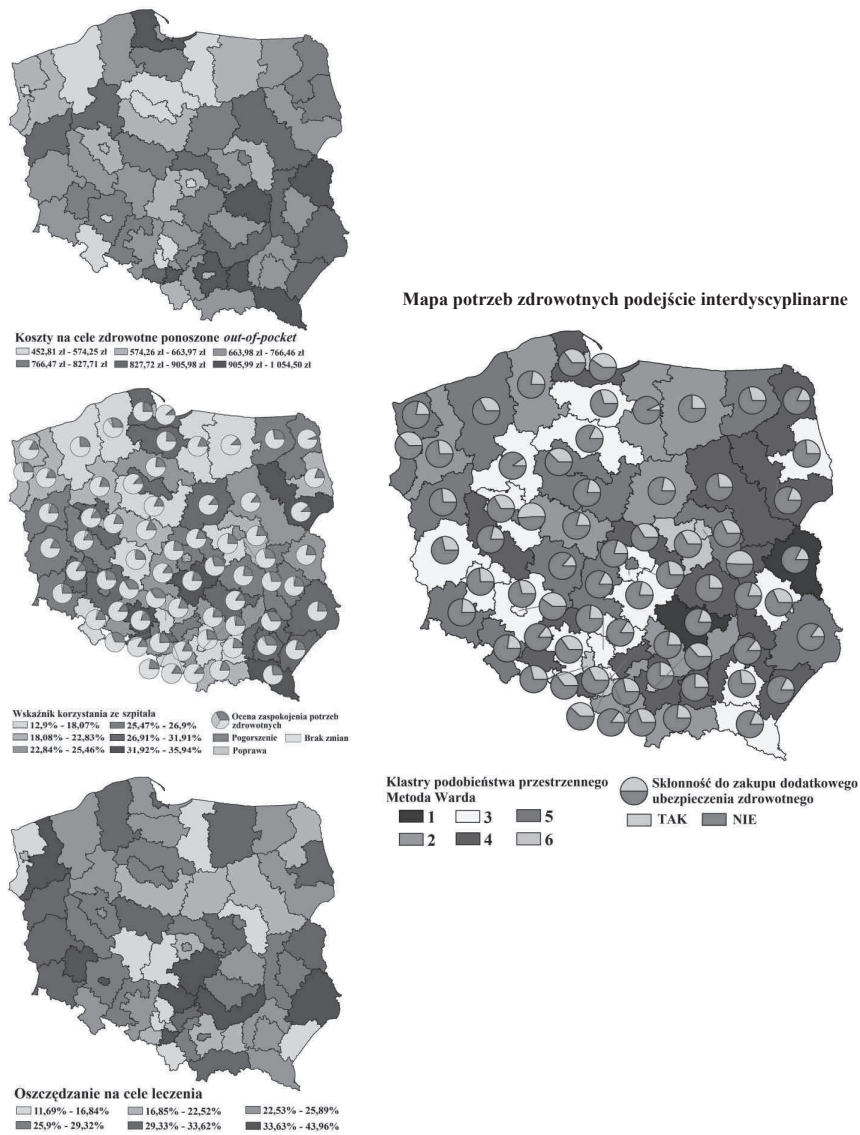 Koszty na cele zdrowotne ponoszone out-of-pocket
452,81 zł - 574,25 zł 574,26 zł - 663,97 zł 663,98 zł - 766,46 zł
766,47 zł - 827,71 zł 827,72 zł - 905,98 zł 905,99 zł - 1 054,50 zł
Wskaźnik korzystania ze szpitala
12,9% - 18,07% 25,47% - 26,9%
18,08% - 22,83% 26,91% - 31,91%
22,84% - 25,46% 31,92% - 35,94%
Ocena zaspokojenia potrzeb
zdrowotnych
Pogorszenie Brak zmian
Poprawa
Oszczędzanie na cele leczenia
11,69% - 16,84% 16,85% - 22,52% 22,53% - 25,89%
25,9% - 29,32% 29,33% - 33,62% 33,63% - 43,96%
Mapa potrzeb zdrowotnych podejście interdyscyplinarne
Klastry podobieństwa przestrzennego
Metoda Warda
1 3 5
2 4 6
Skłonność do zakupu dodatkowego
ubezpieczenia zdrowotnego
TAK NIE